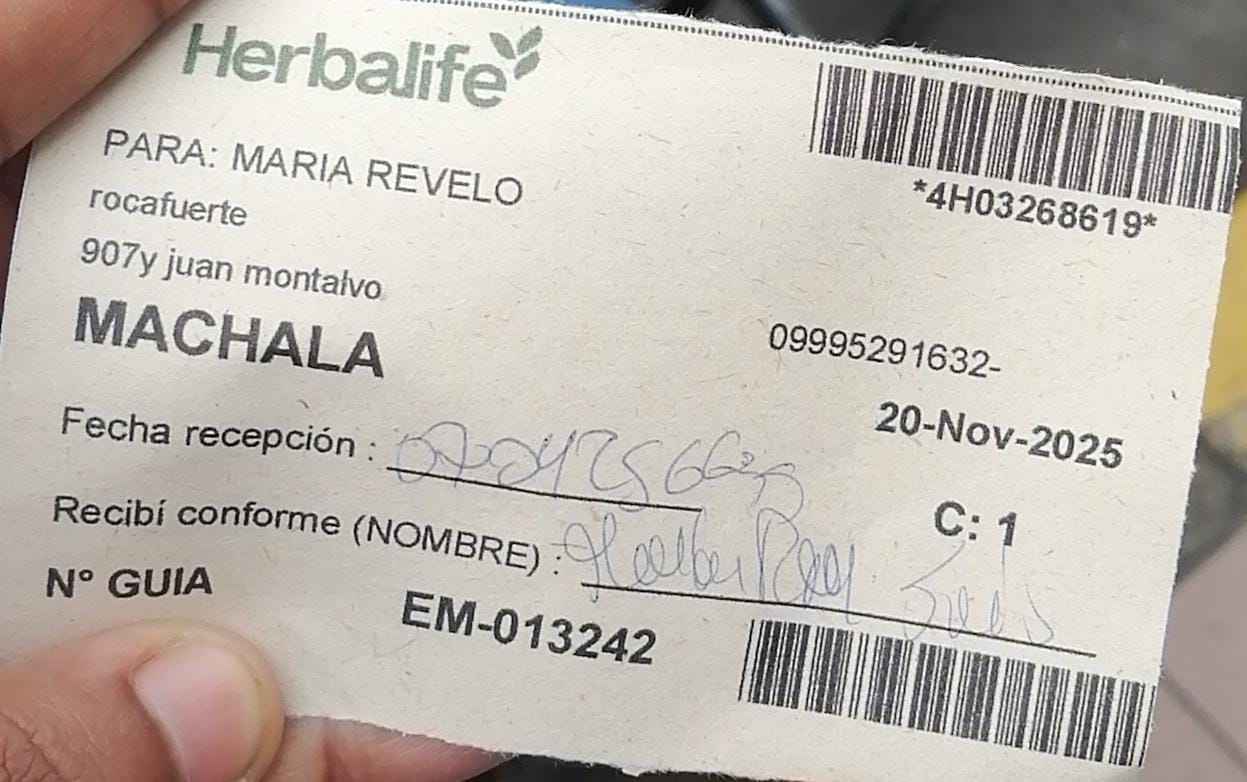 Herbalife
*4H03268619*
PARA: MARIA REVELO
rocafuerte
907y juan montalvo
MACHALA
09995291632-
20-Nov-2025
Fecha recepción :
C: 1
Recibí conforme (NOMBRE) :
Nº GUIA
EM-013242